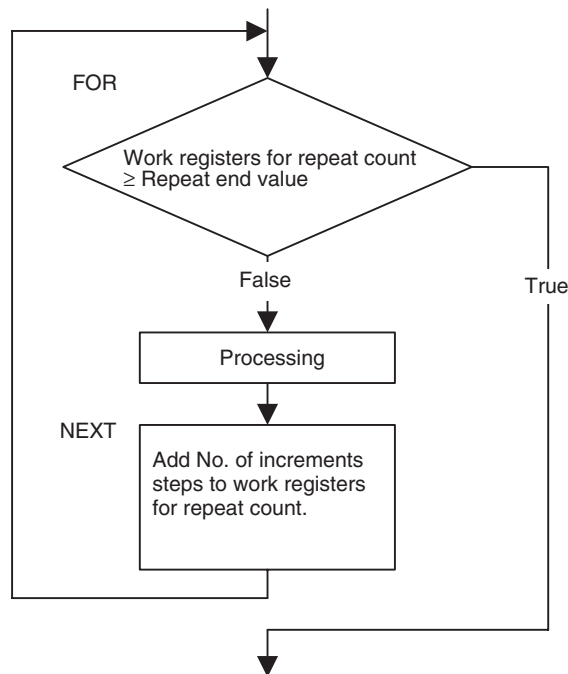 FOR
Work registers for repeat count
≥ Repeat end value
False
True
Processing
NEXT
Add No. of increments
steps to work registers
for repeat count.